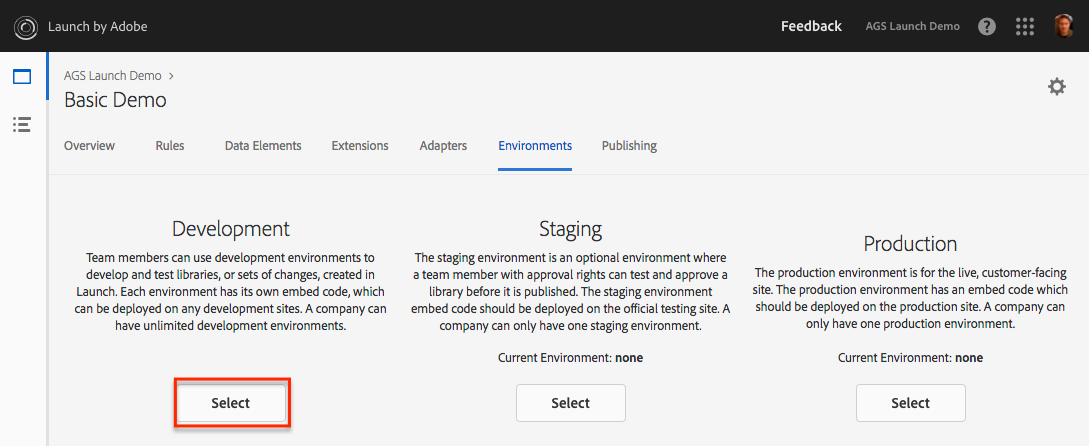 Launch by Adobe
Feedback
AGS Launch Demo
?
AGS Launch Demo >
Basic Demo
Overview
Rules
Data Elements
Extensions
Adapters
Environments
Publishing
Development
Team members can use development environments to
develop and test libraries, or sets of changes, created in
Launch. Each environment has its own embed code, which
can be deployed on any development sites. A company can
have unlimited development environments.
Select
Staging
The staging environment is an optional environment where
a team member with approval rights can test and approve a
library before it is published. The staging environment
embed code should be deployed on the official testing site. A
company can only have one staging environment.
Current Environment: none
Select
Production
The production environment is for the live, customer-facing
site. The production environment has an embed code which
should be deployed on the production site. A company can
only have one production environment.
Current Environment: none
Select